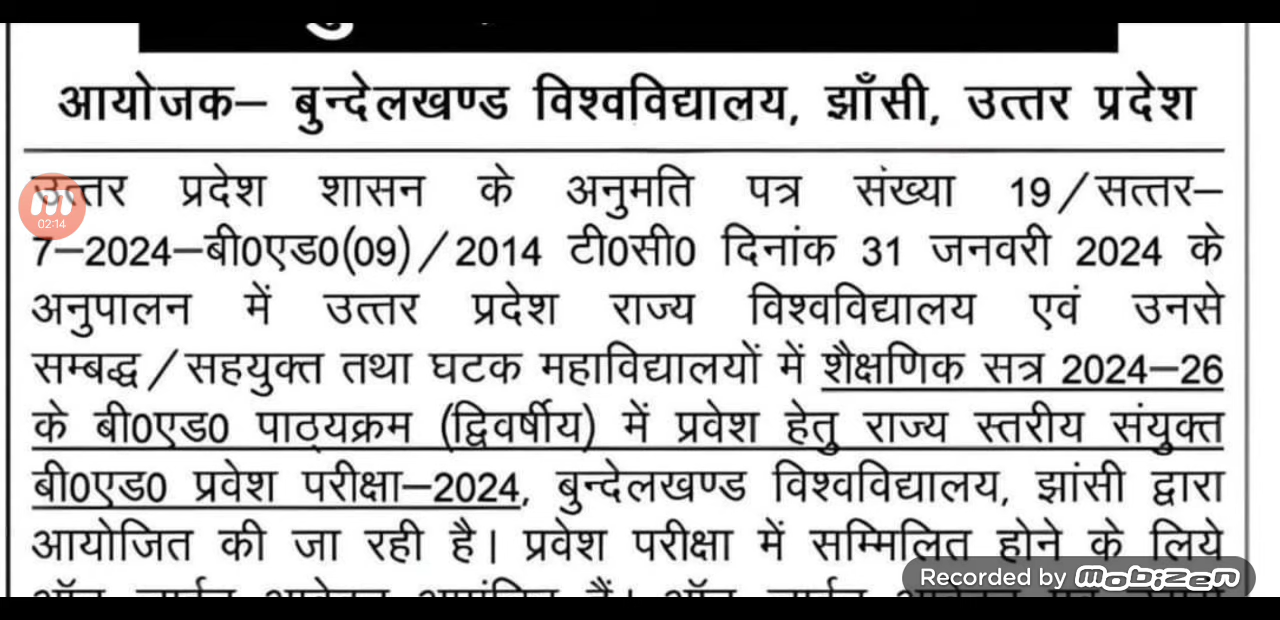 आयोजक– बुन्देलखण्ड विश्वविद्यालय, झाँसी, उत्तर प्रदेश
उत्तर प्रदेश शासन के अनुमति पत्र संख्या 19/सत्तर–
02:14
7–2024–बी0एड0(09)/2014 टी0सी0 दिनांक 31 जनवरी 2024 के
अनुपालन में उत्तर प्रदेश राज्य विश्वविद्यालय एवं उनसे
सम्बद्ध/सहयुक्त तथा घटक महाविद्यालयों में शैक्षणिक सत्र 2024–26
के बी0एड0 पाठ्यक्रम (द्विवर्षीय) में प्रवेश हेतु राज्य स्तरीय संयुक्त
बी0एड0 प्रवेश परीक्षा–2024, बुन्देलखण्ड विश्वविद्यालय, झांसी द्वारा
आयोजित की जा रही है। प्रवेश परीक्षा में सम्मिलित होने के लिये
Recorded by Mobizen